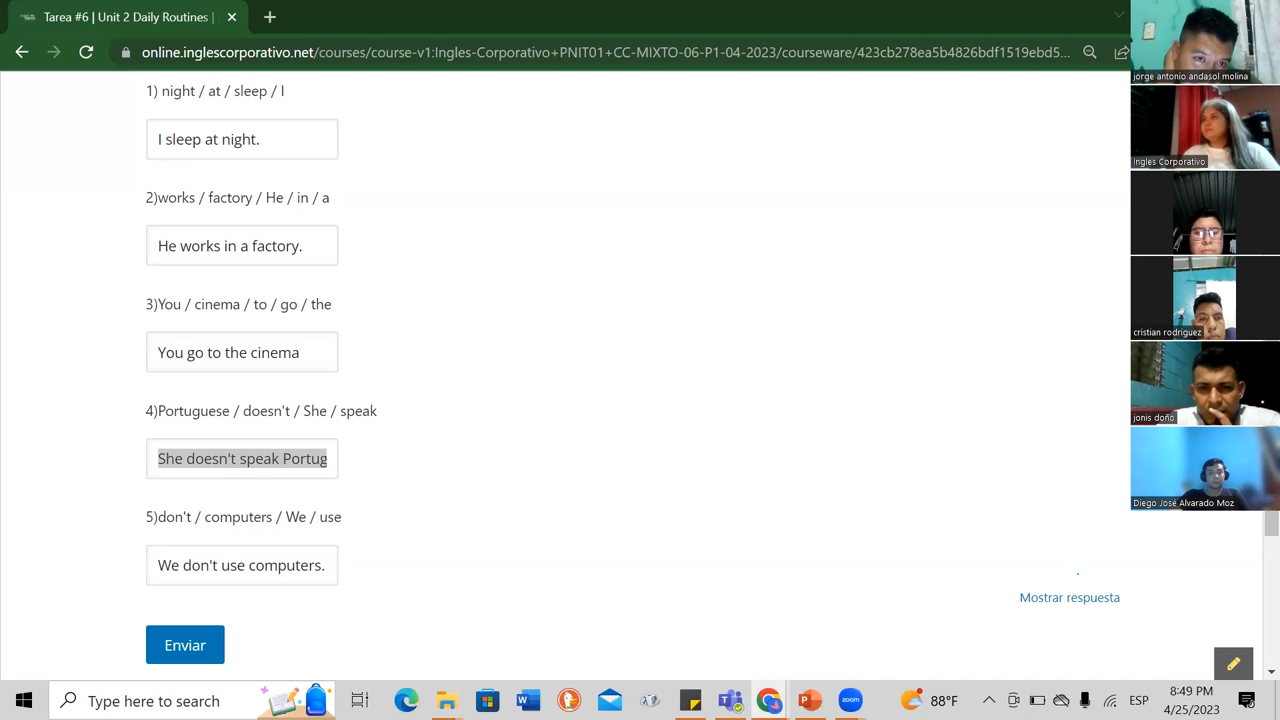 Tarea #6 | Unit 2 Daily Routines |
online.inglescorporativo.net/courses/course-v1:Ingles-Corporativo+PNIT01+CC-MIXTO-06-P1-04-2023/courseware/423cb278ea5b4826bdf1519ebd5...
1) night / at / sleep / I
I sleep at night.
2)works / factory / He / in / a
He works in a factory.
3)You / cinema / to / go / the
You go to the cinema
4)Portuguese / doesn't / She / speak
She doesn't speak Portug
5)don't / computers / We / use
We don't use computers.
Mostrar respuesta
Enviar
jorge antonio andasol molina
Ingles Corporativo
cristian rodriguez
jonis doño
Diego José Alvarado Moz
Type here to search
88°F
ESP
8:49 PM
4/25/2023